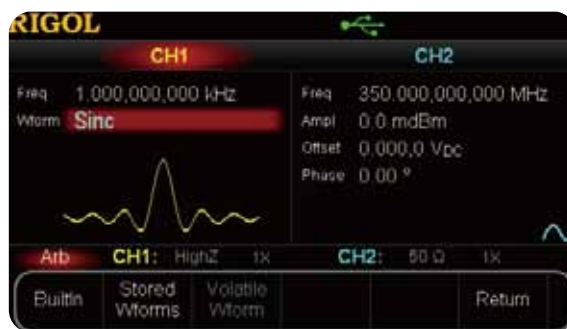 RIGOL
CH1 CH2
Freq 1.000,000,000 kHz
Wform Sinc
Freq 350.000,000,000 MHz
Ampl 0.0 mdBm
Offset 0.000,0 VDC
Phase 0.00 °
Arb CH1: HighZ 1X CH2: 50 Ω 1X
BuiltIn
Stored Wforms
Volatile Wform
Return